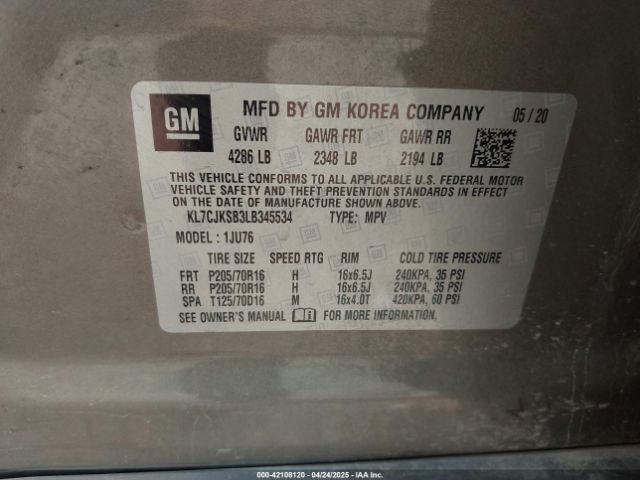 GM
MFD BY GM KOREA COMPANY 05 / 20
GVWR GAWR FRT GAWR RR
4286 LB 2348 LB 2194 LB
THIS VEHICLE CONFORMS TO ALL APPLICABLE U.S. FEDERAL MOTOR
VEHICLE SAFETY AND THEFT PREVENTION STANDARDS IN EFFECT ON
THE DATE OF MANUFACTURE SHOWN ABOVE.
KL7CJKSB3LB345534 TYPE: MPV
MODEL : 1JU76
TIRE SIZE SPEED RTG RIM COLD TIRE PRESSURE
FRT P205/70R16 H 16x6.5J 240KPA, 35 PSI
RR P205/70R16 H 16x6.5J 240KPA, 35 PSI
SPA T125/70D16 M 16x4.0T 420KPA, 60 PSI
SEE OWNER'S MANUAL FOR MORE INFORMATION
000-42108120 - 04/24/2025 - IAA Inc.